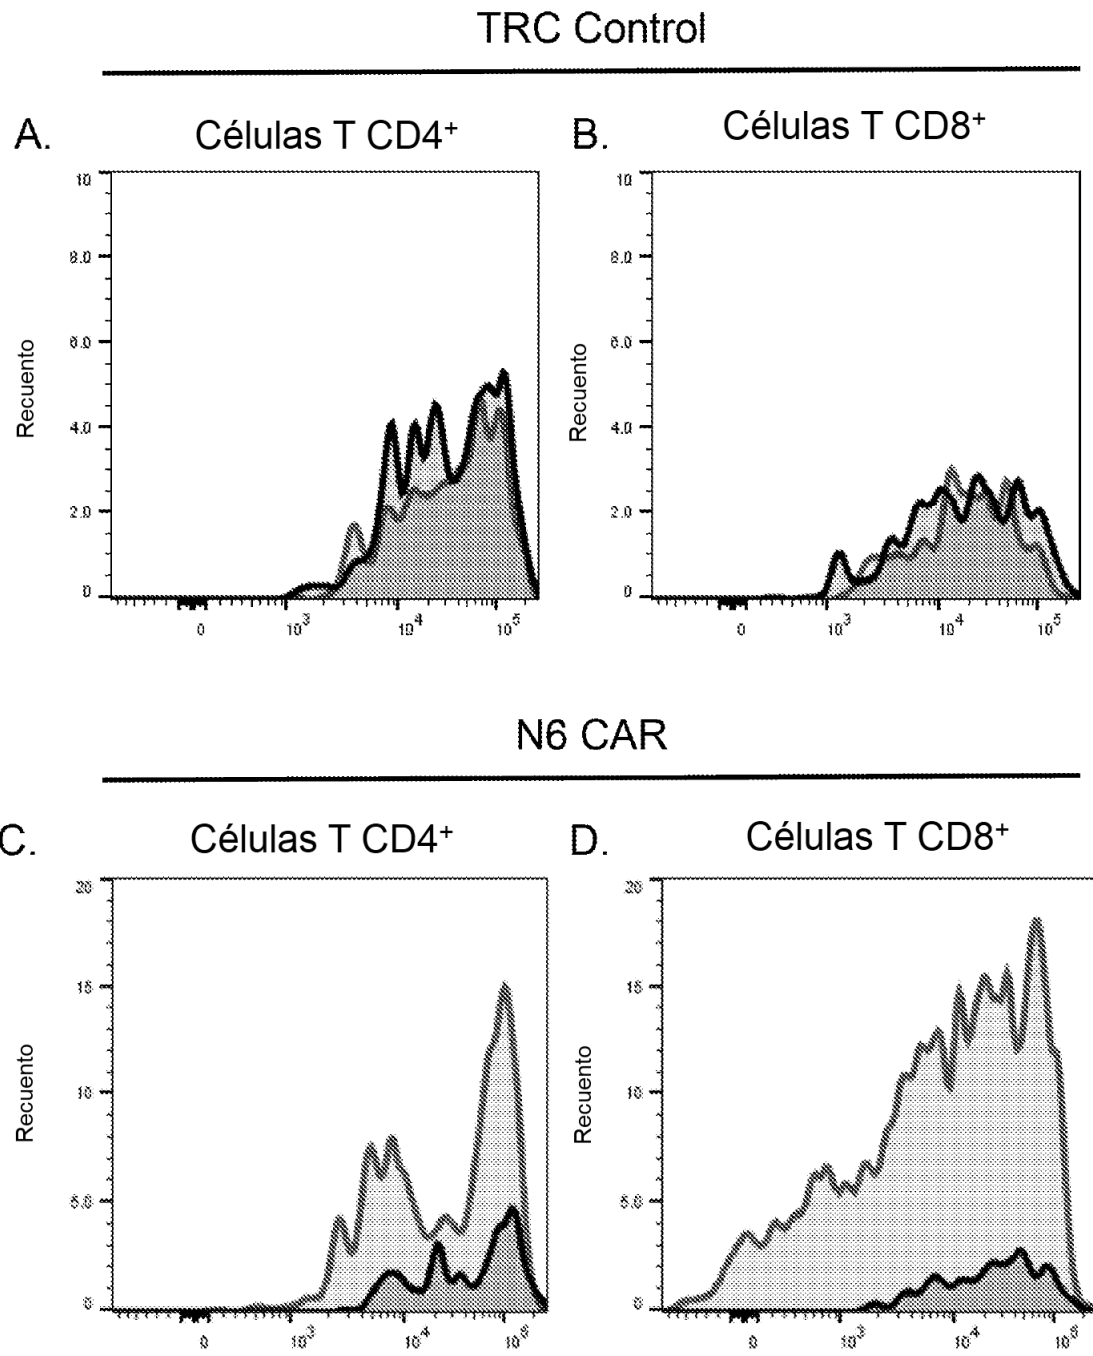 TRC Control
A. Células T CD4⁺
B. Células T CD8⁺
Recuento
10
8.0
6.0
4.0
2.0
0
0 10³ 10⁴ 10⁵
Recuento
10
8.0
6.0
4.0
2.0
0
0 10³ 10⁴ 10⁵
N6 CAR
C. Células T CD4⁺
D. Células T CD8⁺
Recuento
20
15
10
5.0
0
0 10³ 10⁴ 10⁵
Recuento
20
15
10
5.0
0
0 10³ 10⁴ 10⁵